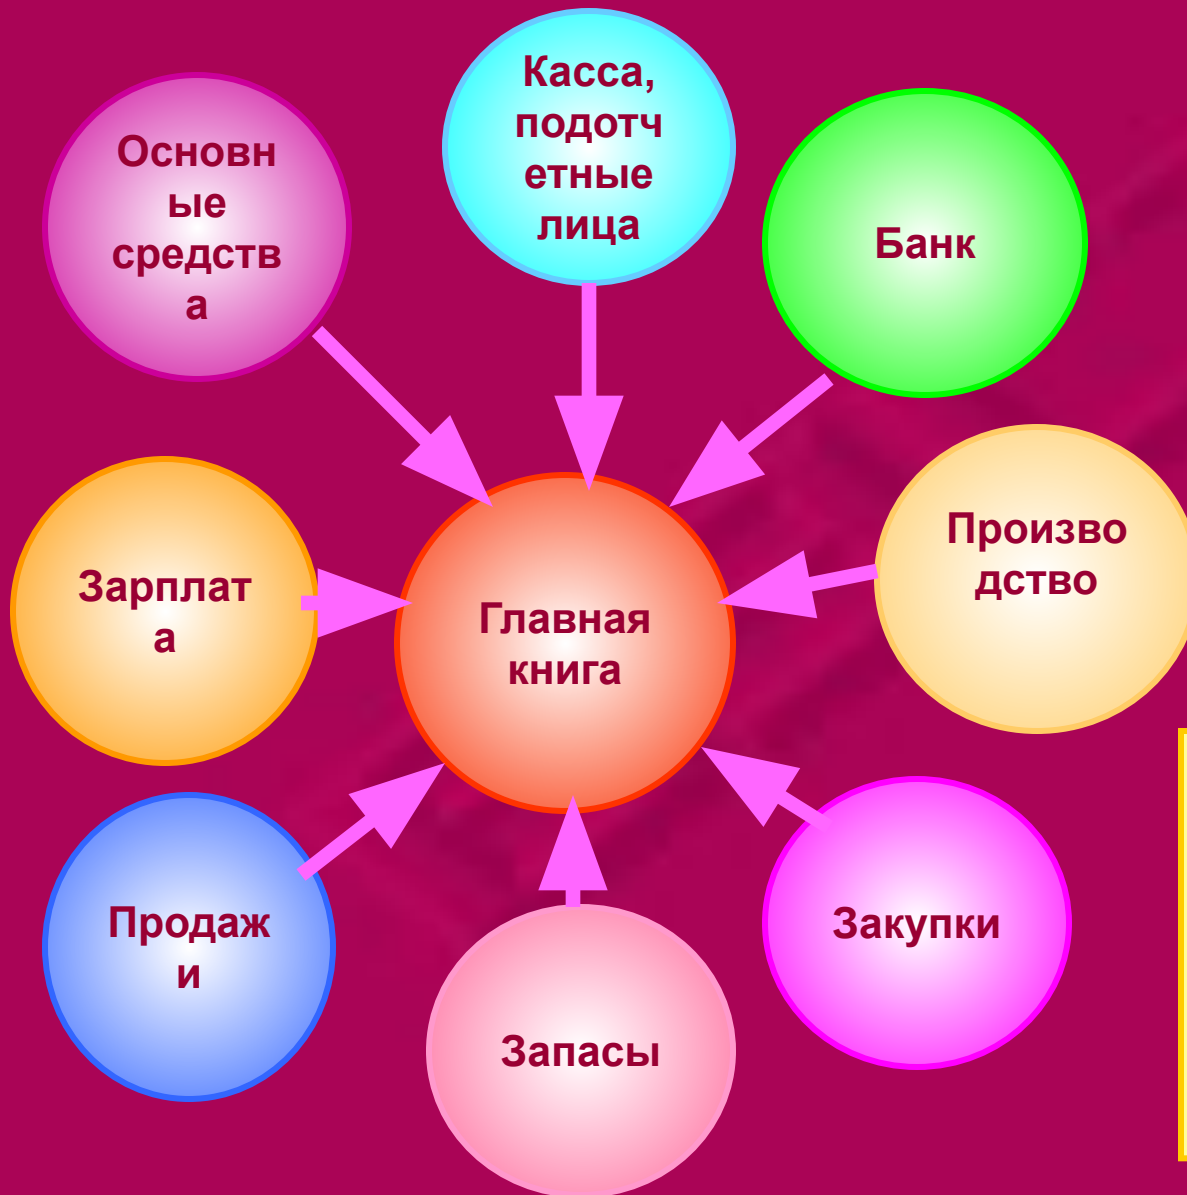 Касса,
подотч
етные
лица
Основн
ые
средств
а
Банк
Произво
дство
Зарплат
а
Главная
книга
Продаж
и
Закупки
Запасы